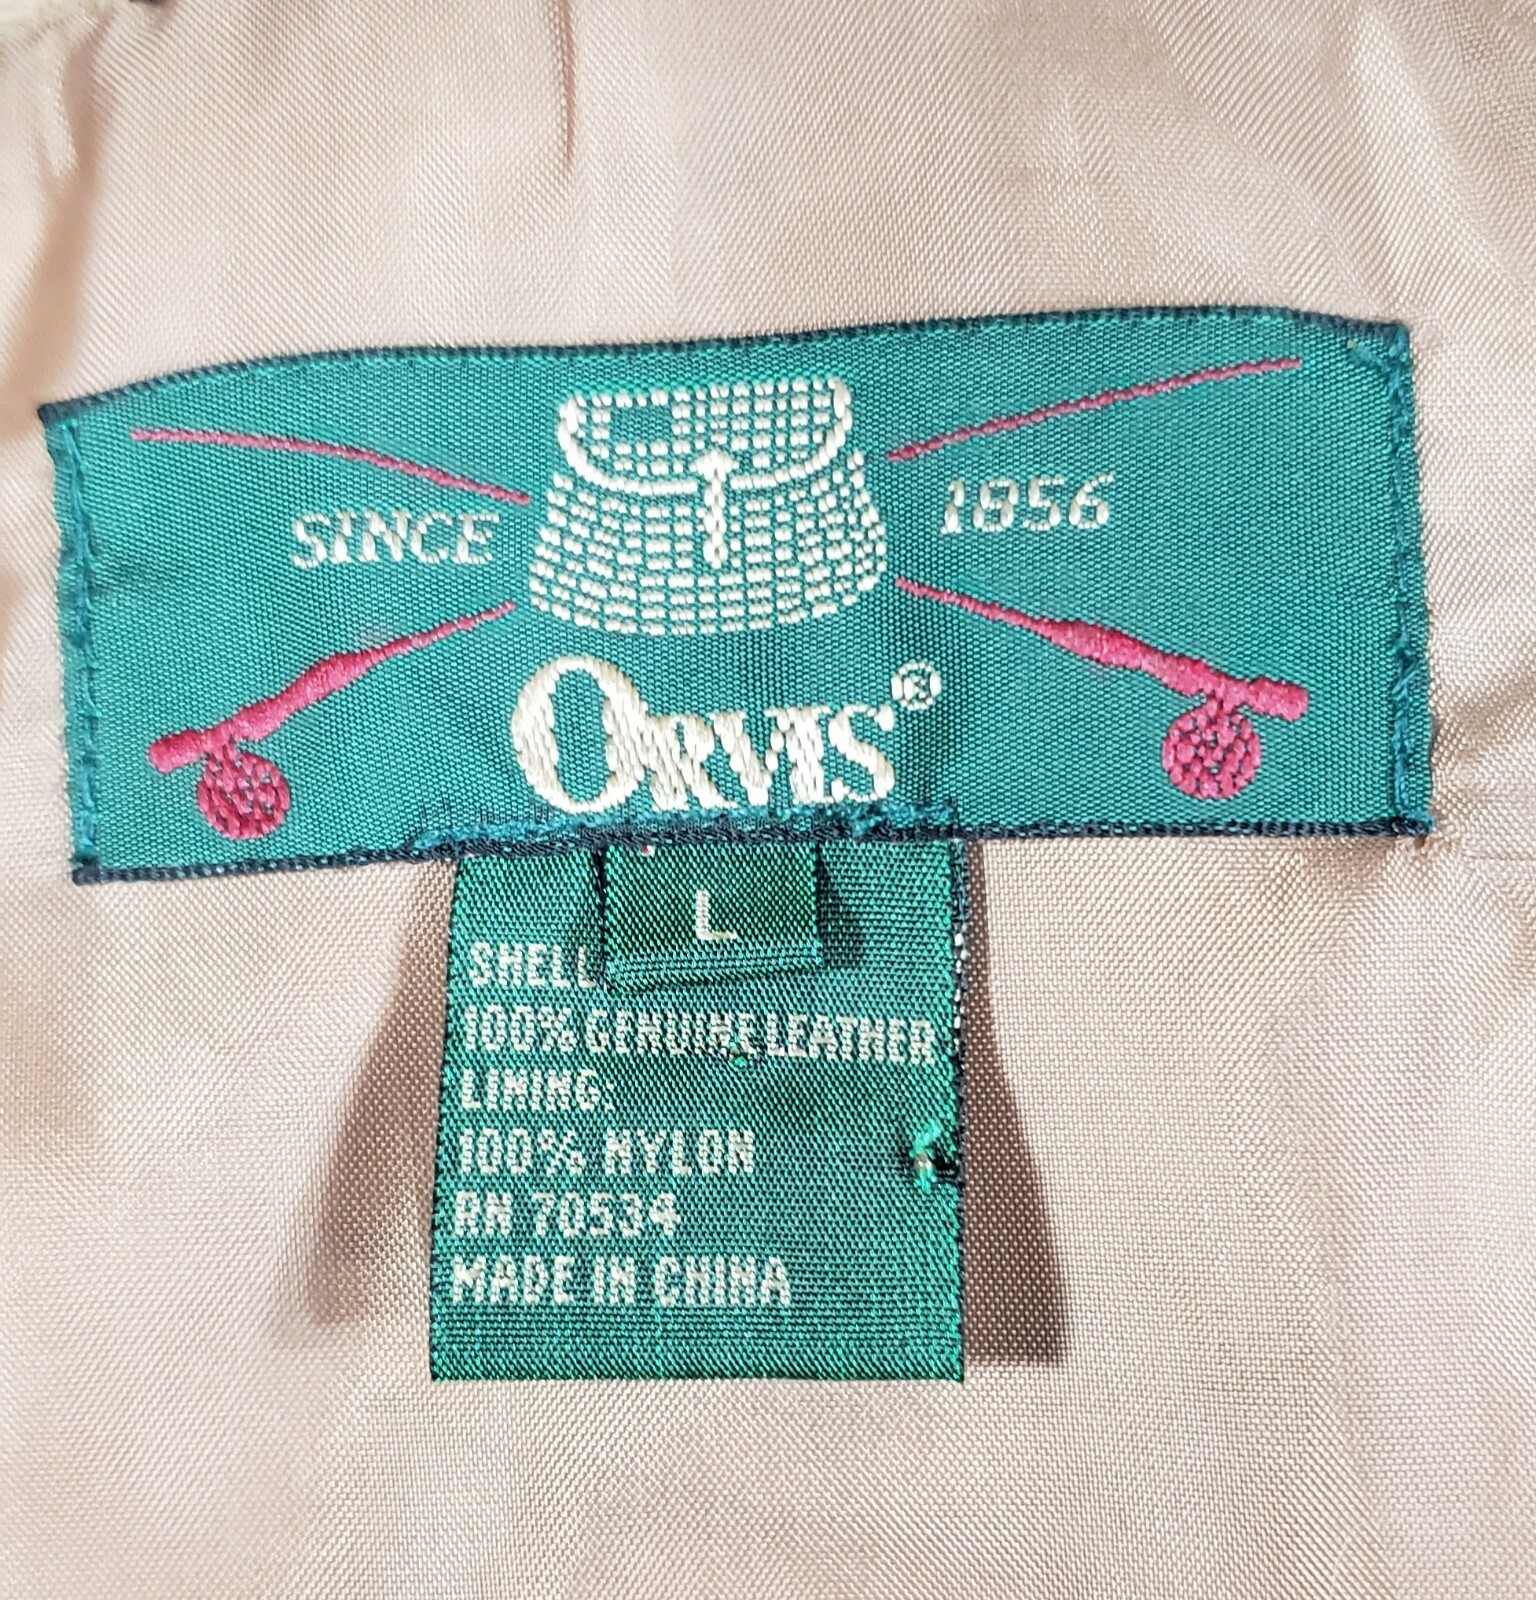 SINCE 1856
ORVIS®
L
SHELL
100% GENUINE LEATHER
LINING:
100% NYLON
RN 70534
MADE IN CHINA